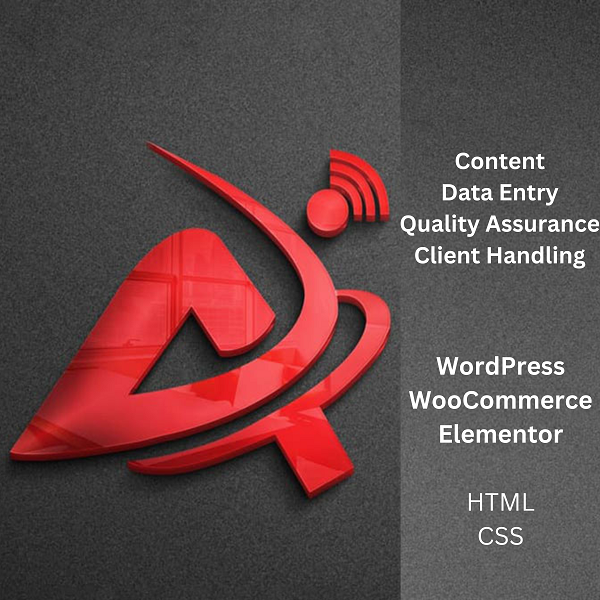 Content
Data Entry
Quality Assurance
Client Handling
WordPress
WooCommerce
Elementor
HTML
CSS